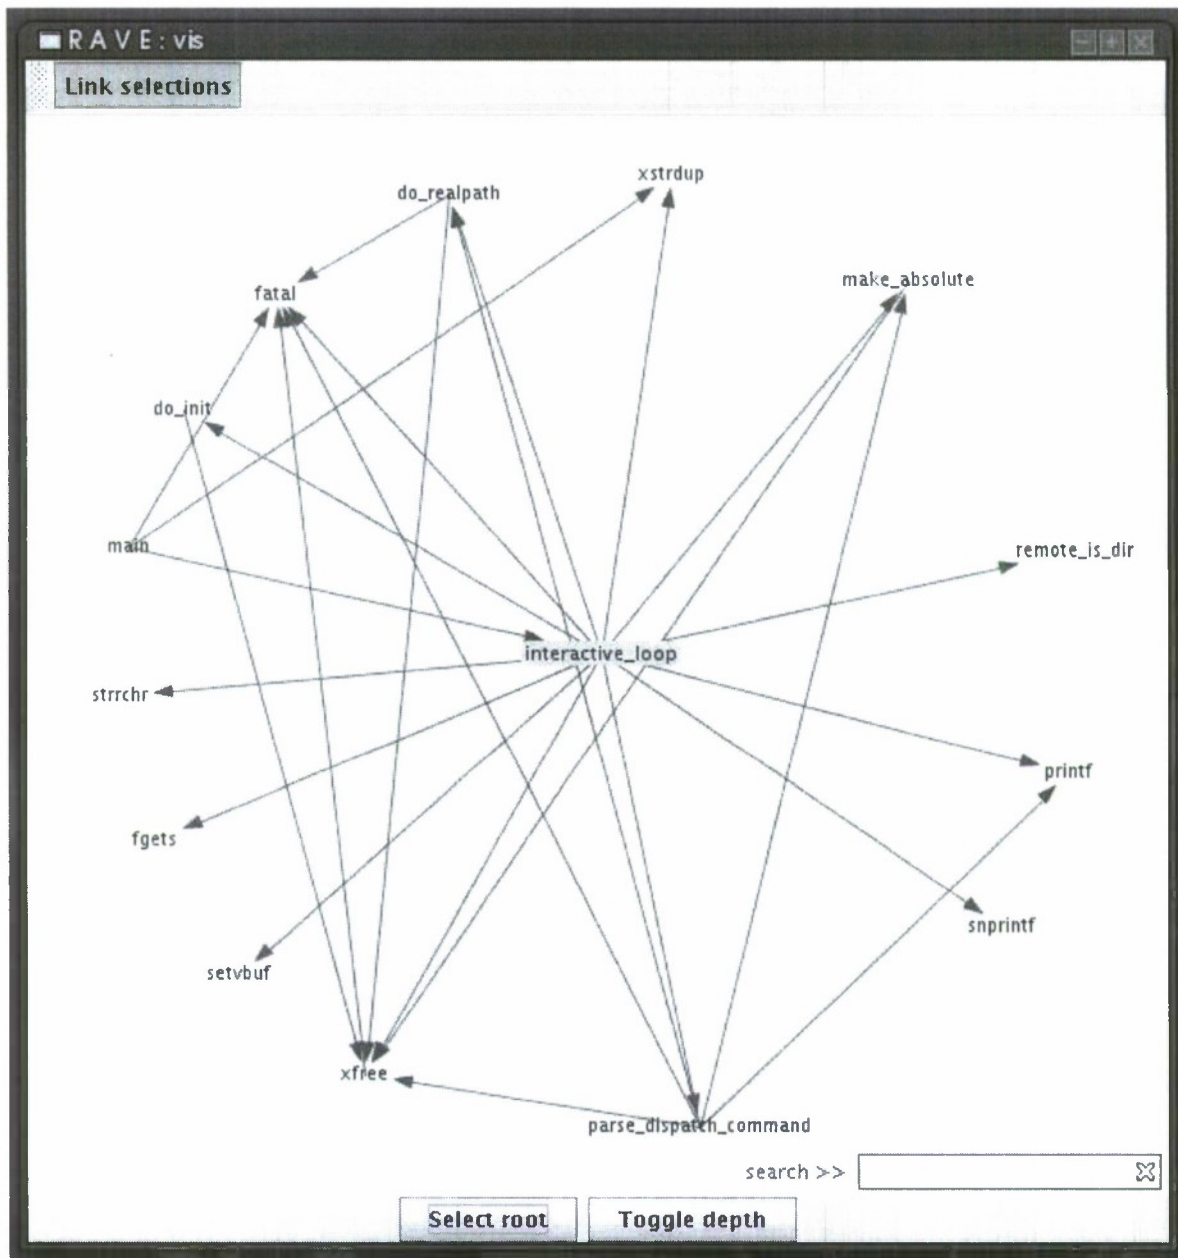 R A V E : vis
Link selections
xstrdup
do_realpath
make_absolute
fatal
do_init
main
remote_is_dir
interactive_loop
strrchr
printf
fgets
snprintf
setvbuf
xfree
parse_dispatch_command
search >>
Select root
Toggle depth